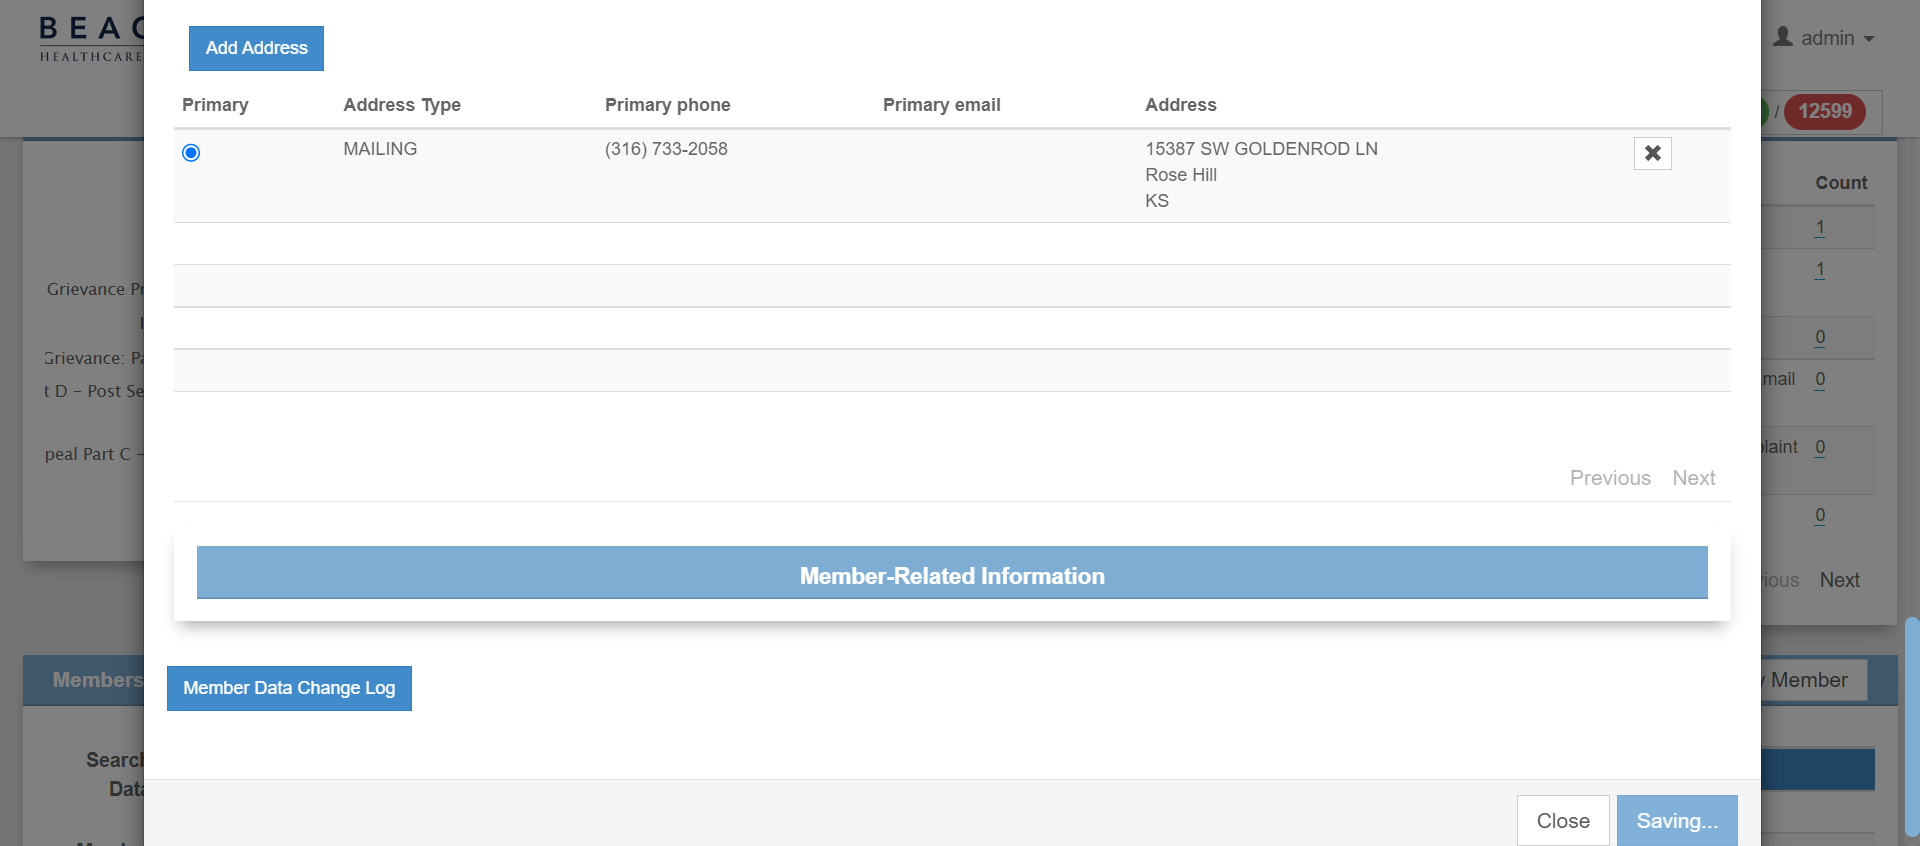 BEAC
HEALTHCARE
admin
/ 12599
Add Address
Primary Address Type Primary phone Primary email Address
MAILING (316) 733-2058 15387 SW GOLDENROD LN
Rose Hill
KS
Count
1
1
0
mail 0
laint 0
0
Grievance Pr
Grievance: Pa
t D - Post Se
peal Part C -
Previous Next
ious Next
Member-Related Information
Members
Member
Member Data Change Log
Search
Data
Close Saving...